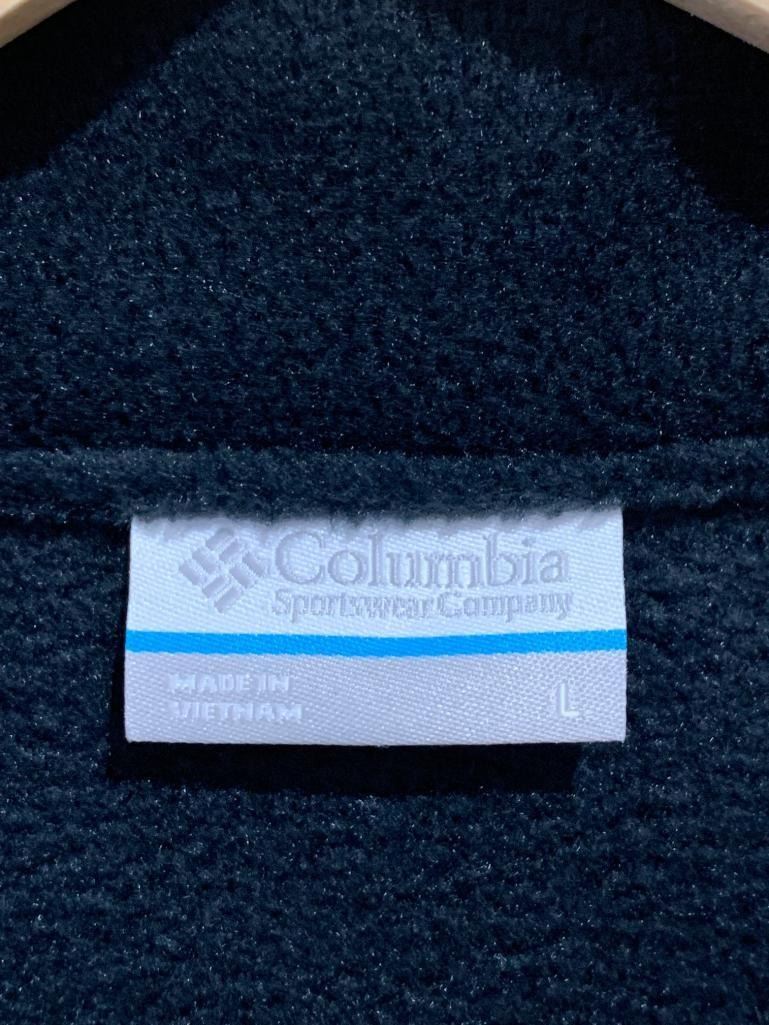 Columbia
Sportswear Company
MADE IN
VIETNAM
L